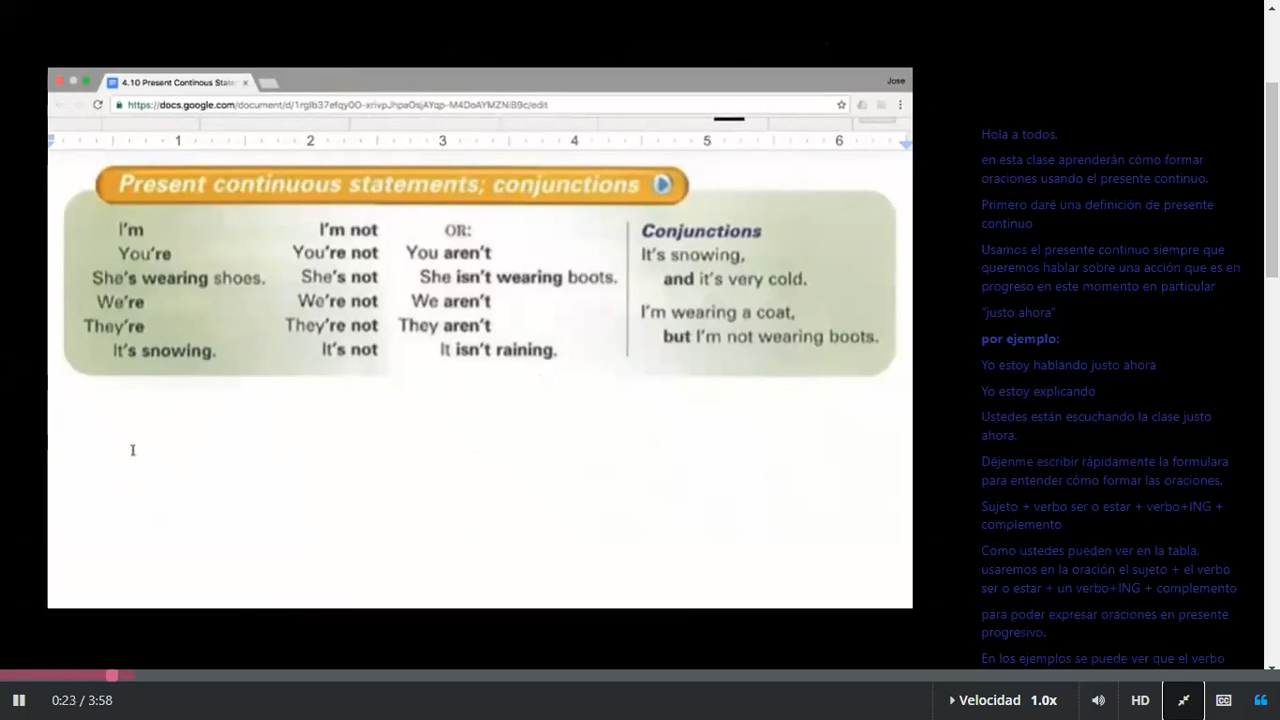 4.10 Present Continous State
Jose
https://docs.google.com/document/d/1rglb37efqy0O-xrivpJhpaOsjAYqp-M4DoAYMZNiB9c/edit
1 2 3 4 5 6
Present continuous statements; conjunctions
I'm I'm not OR: Conjunctions
You're You're not You aren't It's snowing,
She's wearing shoes. She's not She isn't wearing boots. and it's very cold.
We're We're not We aren't I'm wearing a coat,
They're They're not They aren't but I'm not wearing boots.
It's snowing. It's not It isn't raining.
Hola a todos,
en esta clase aprenderán cómo formar
oraciones usando el presente continuo.
Primero daré una definición de presente
continuo
Usamos el presente continuo siempre que
queremos hablar sobre una acción que es en
progreso en este momento en particular
"justo ahora"
por ejemplo:
Yo estoy hablando justo ahora
Yo estoy explicando
Ustedes están escuchando la clase justo
ahora.
Déjenme escribir rápidamente la formulara
para entender cómo formar las oraciones.
Sujeto + verbo ser o estar + verbo+ING +
complemento
Como ustedes pueden ver en la tabla,
usaremos en la oración el sujeto + el verbo
ser o estar + un verbo+ING + complemento
para poder expresar oraciones en presente
progresivo.
En los ejemplos se puede ver que el verbo
0:23 / 3:58
Velocidad 1.0x
HD
CC